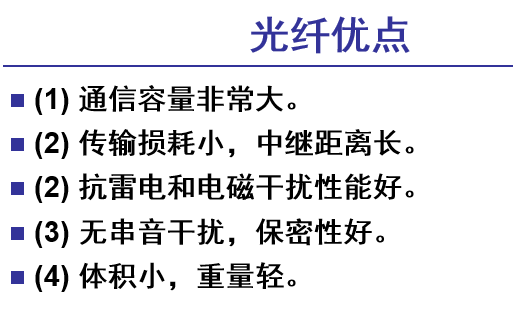 光纤优点
(1) 通信容量非常大。
(2) 传输损耗小，中继距离长。
(2) 抗雷电和电磁干扰性能好。
(3) 无串音干扰，保密性好。
(4) 体积小，重量轻。